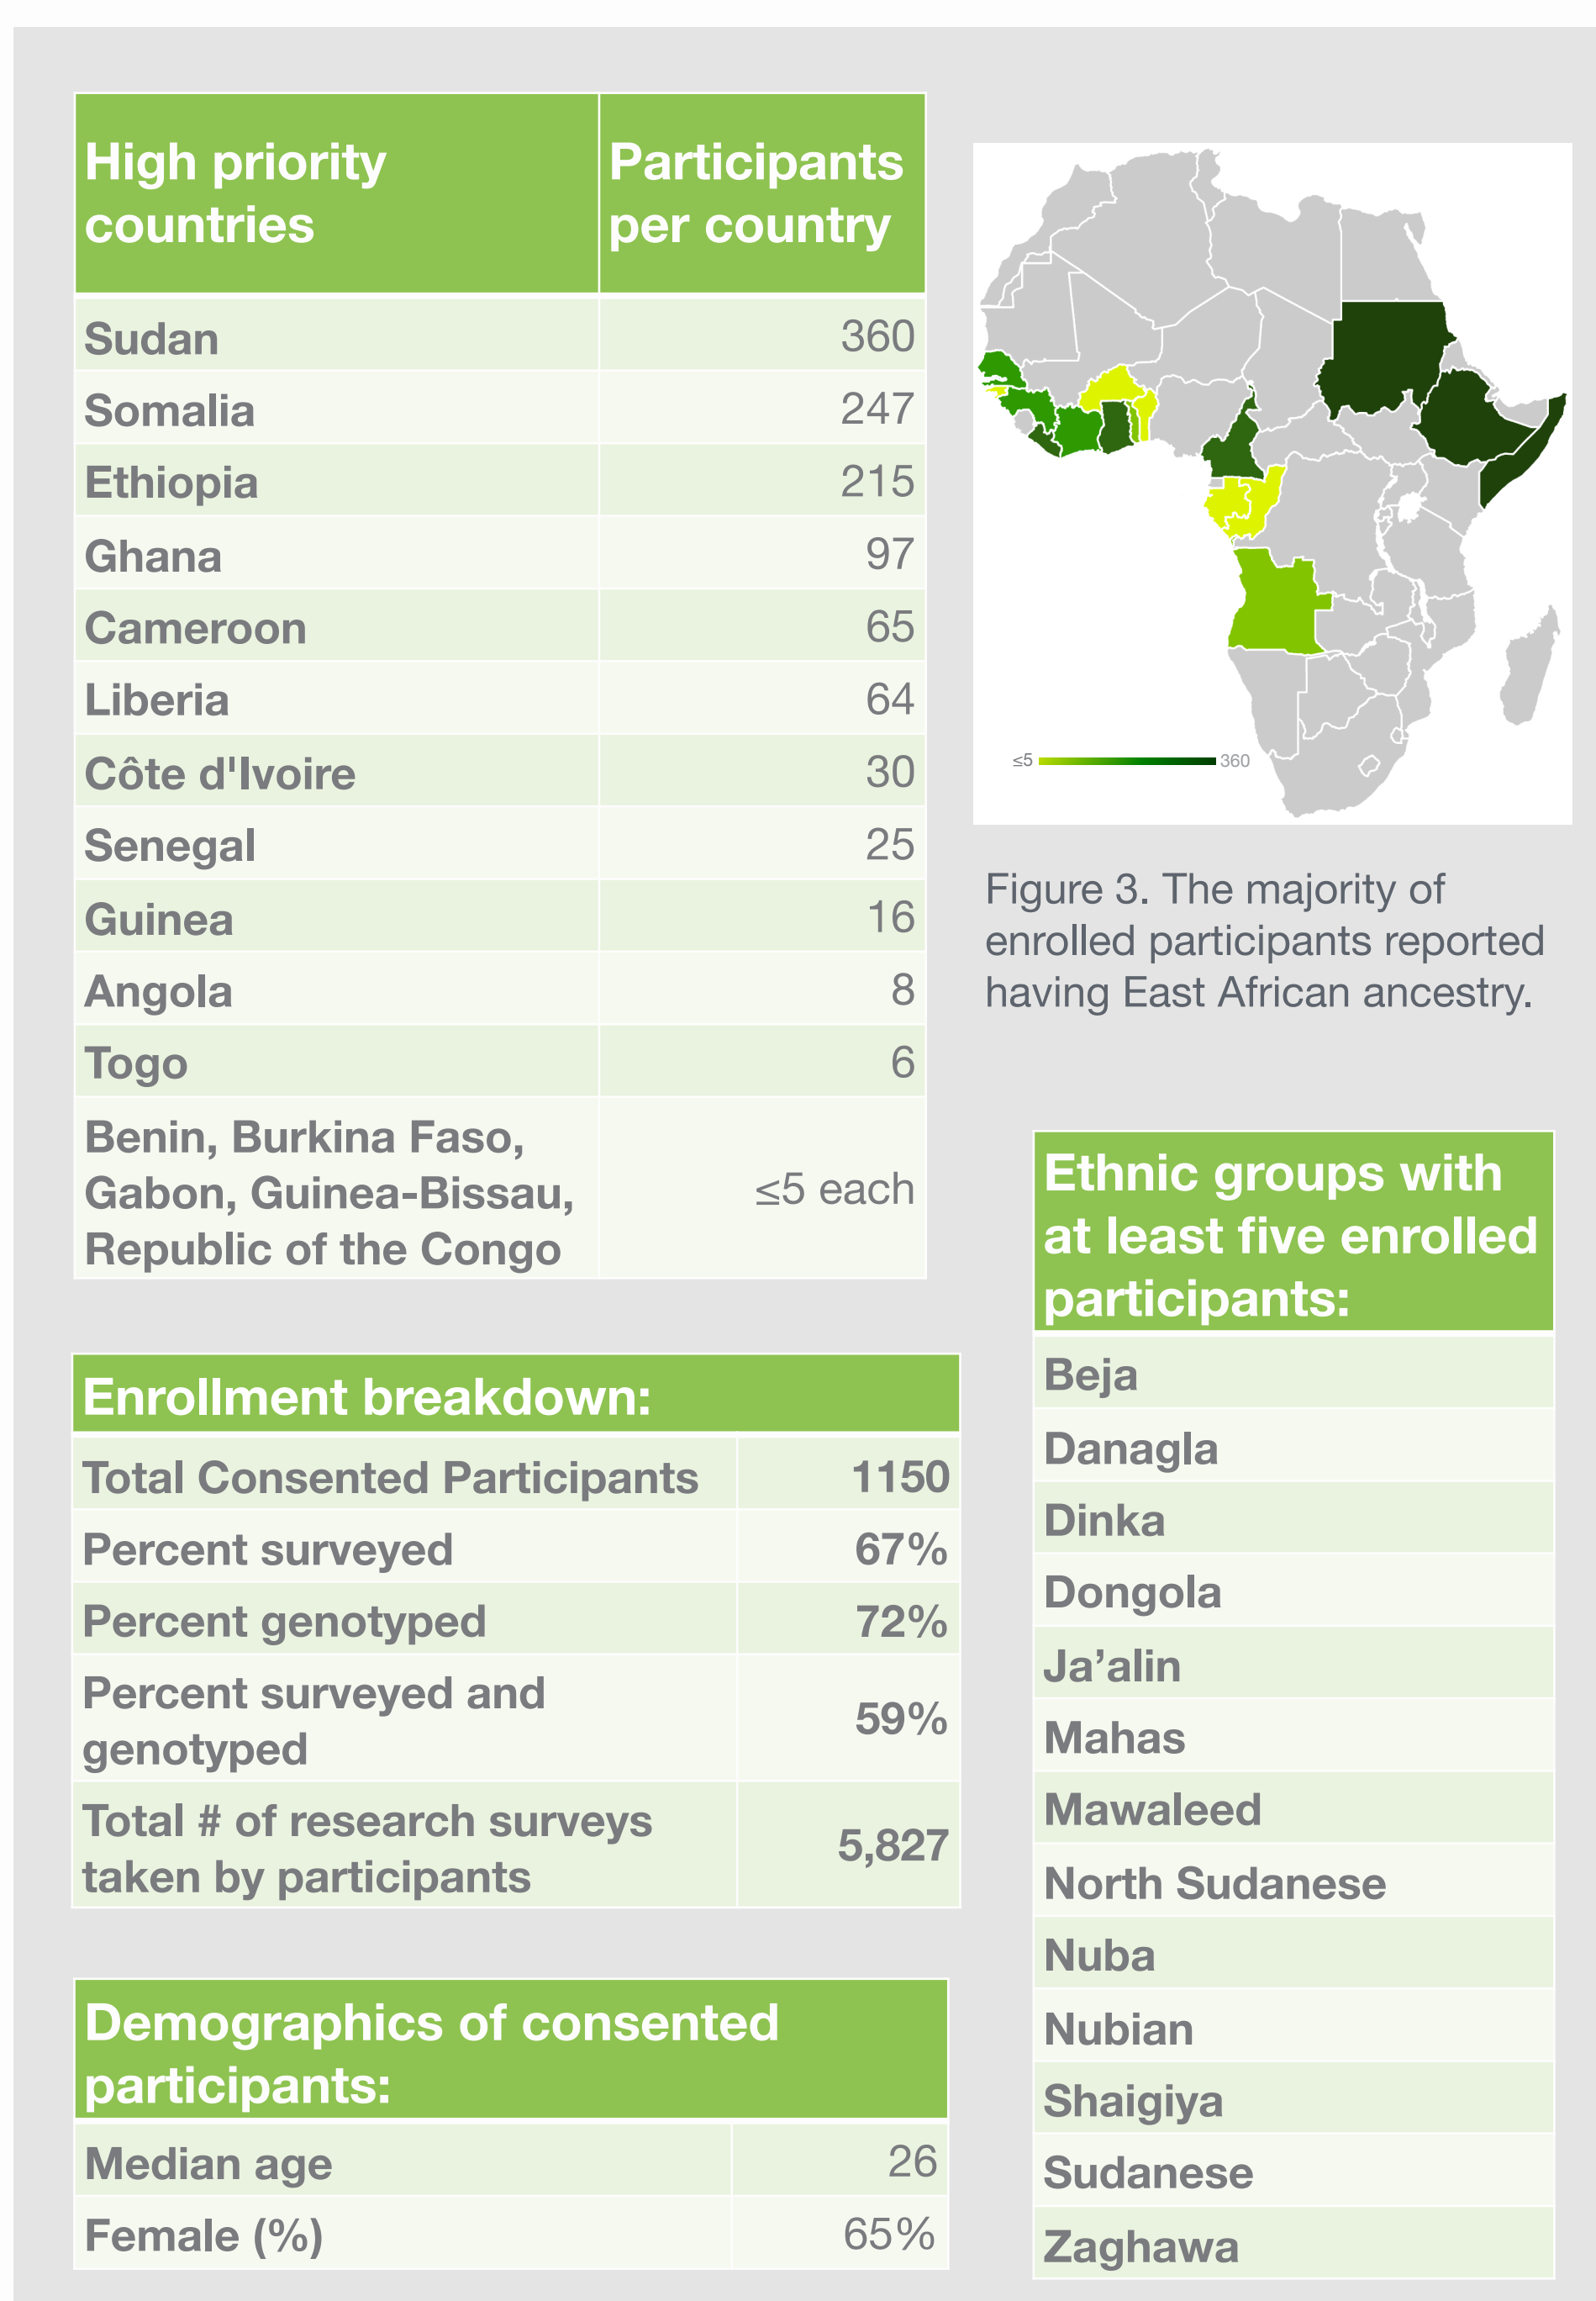 High priority countries Participants per country
Sudan 360
Somalia 247
Ethiopia 215
Ghana 97
Cameroon 65
Liberia 64
Côte d'Ivoire 30
Senegal 25
Guinea 16
Angola 8
Togo 6
Benin, Burkina Faso,
Gabon, Guinea-Bissau,
Republic of the Congo
≤5 each
≤5 360
Figure 3. The majority of
enrolled participants reported
having East African ancestry.
Enrollment breakdown:
Total Consented Participants 1150
Percent surveyed 67%
Percent genotyped 72%
Percent surveyed and
genotyped
59%
Total # of research surveys
taken by participants
5,827
Demographics of consented
participants:
Median age 26
Female (%) 65%
Ethnic groups with
at least five enrolled
participants:
Beja
Danagla
Dinka
Dongola
Ja’alin
Mahas
Mawaleed
North Sudanese
Nuba
Nubian
Shaigiya
Sudanese
Zaghawa